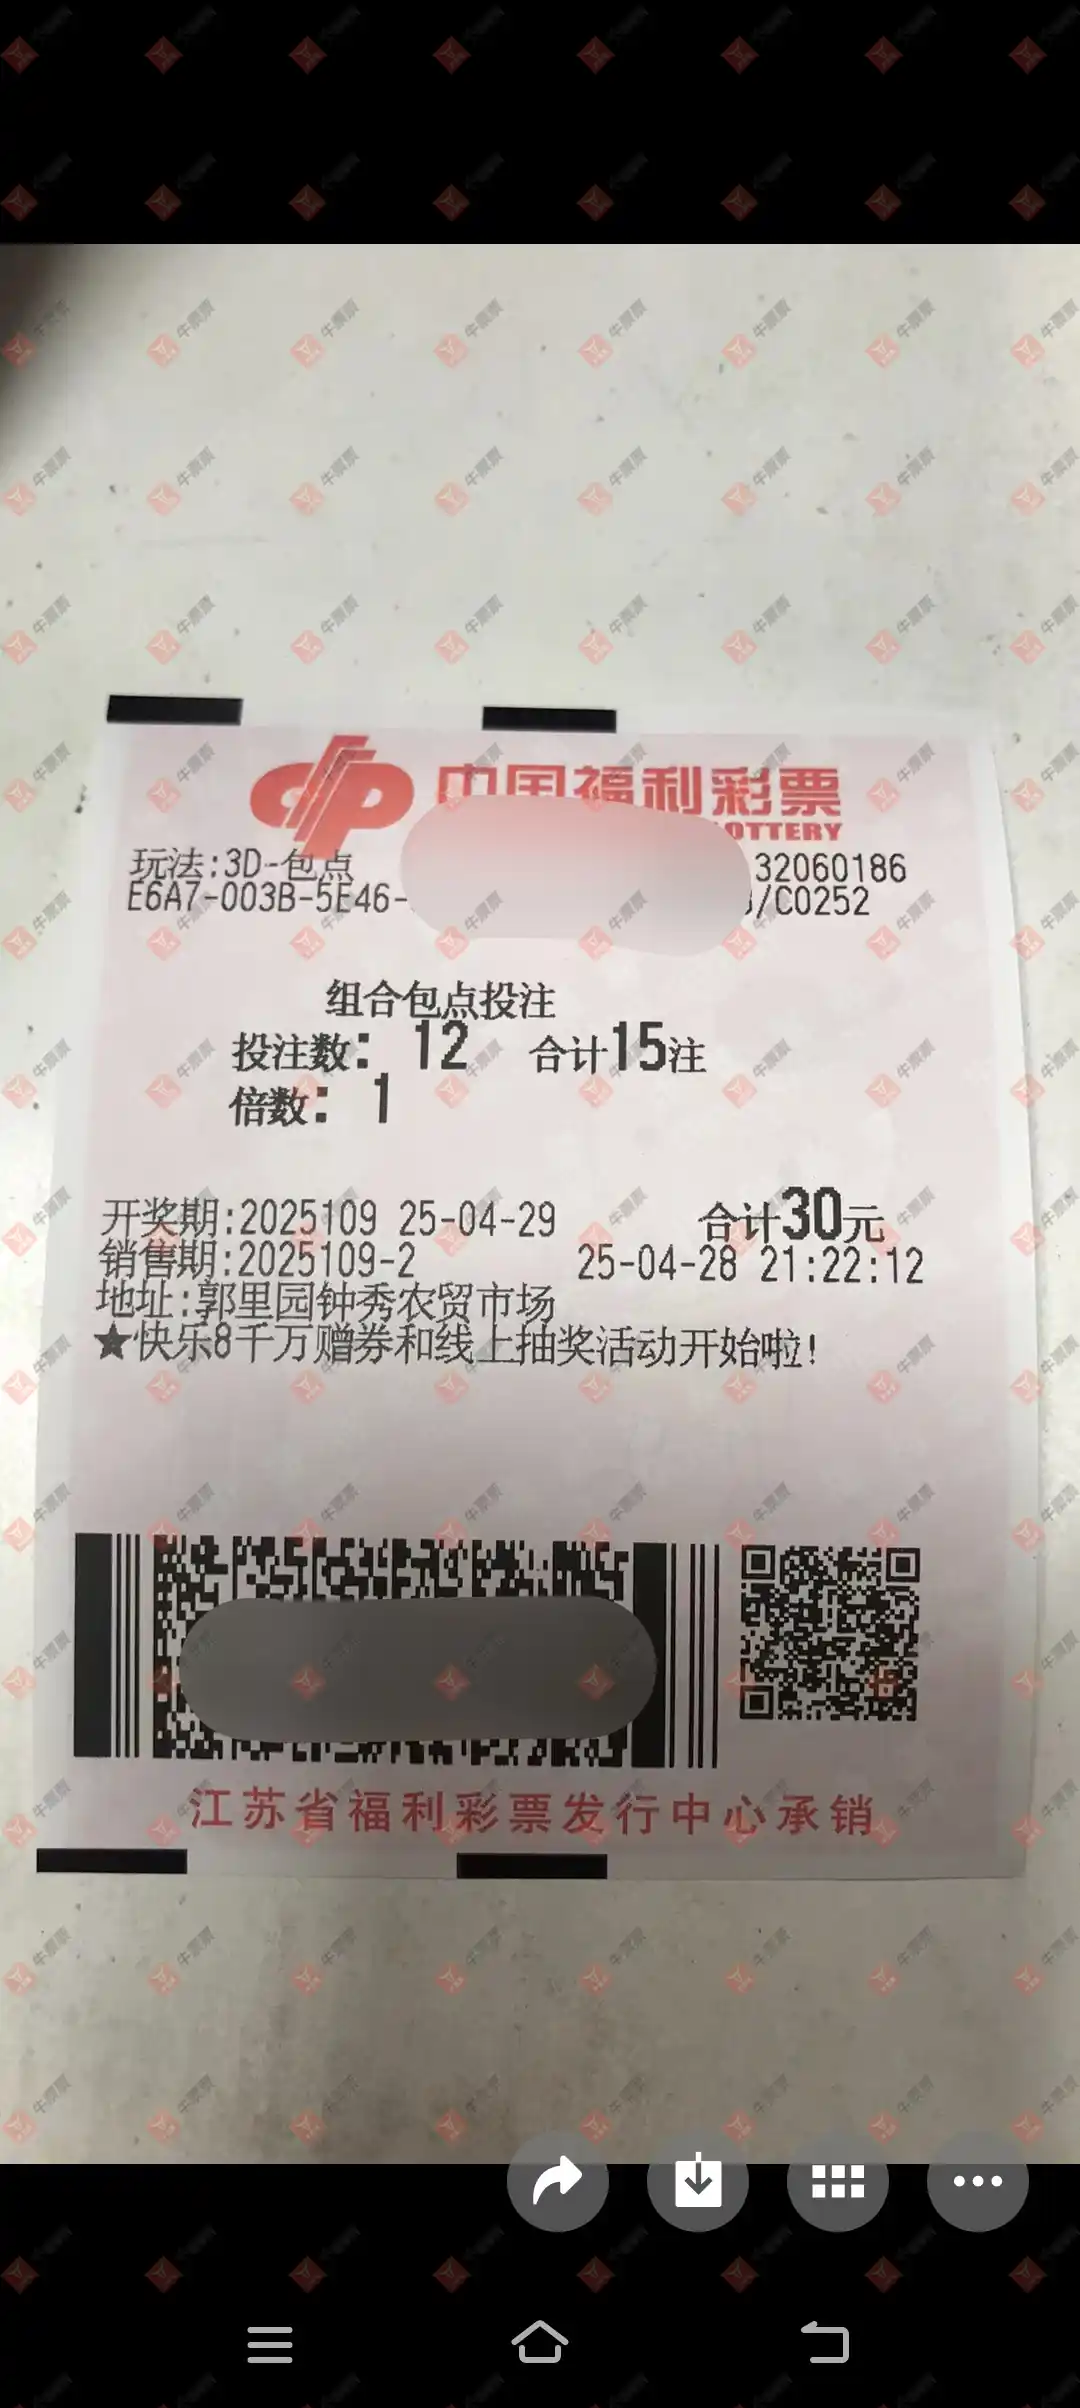 中国福利彩票
OTTERY
玩法:3D-包点
32060186
E6A7-003B-5E46-
/C0252
组合包点投注
投注数: 12 合计15注
倍数: 1
开奖期:2025109 25-04-29 合计30元
销售期:2025109-2 25-04-28 21:22:12
地址:郭里园钟秀农贸市场
★快乐8千万赠券和线上抽奖活动开始啦!
江苏省福利彩票发行中心承销
牛票票